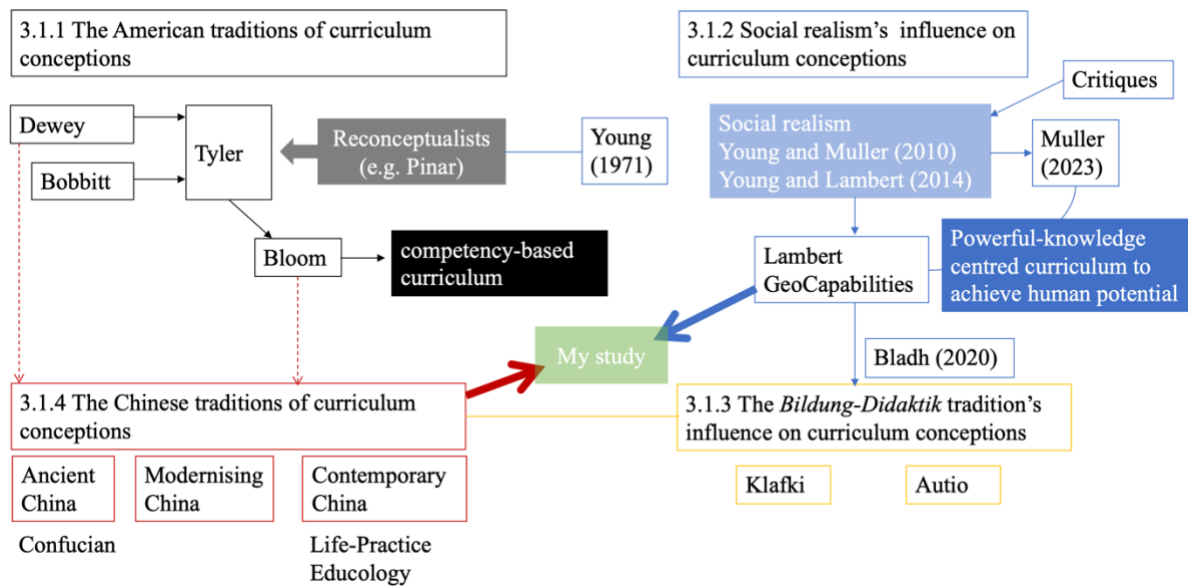 3.1.1 The American traditions of curriculum
conceptions
3.1.2 Social realism's influence on
curriculum conceptions
Critiques
Dewey
Bobbitt
Tyler
Reconceptualists
(e.g. Pinar)
Young
(1971)
Social realism
Young and Muller (2010)
Young and Lambert (2014)
Muller
(2023)
Bloom
competency-based
curriculum
Lambert
GeoCapabilities
Powerful-knowledge
centred curriculum to
achieve human potential
My study
Bladh (2020)
3.1.4 The Chinese traditions of curriculum
conceptions
3.1.3 The Bildung-Didaktik tradition's
influence on curriculum conceptions
Ancient
China
Modernising
China
Contemporary
China
Klafki
Autio
Confucian
Life-Practice
Educology